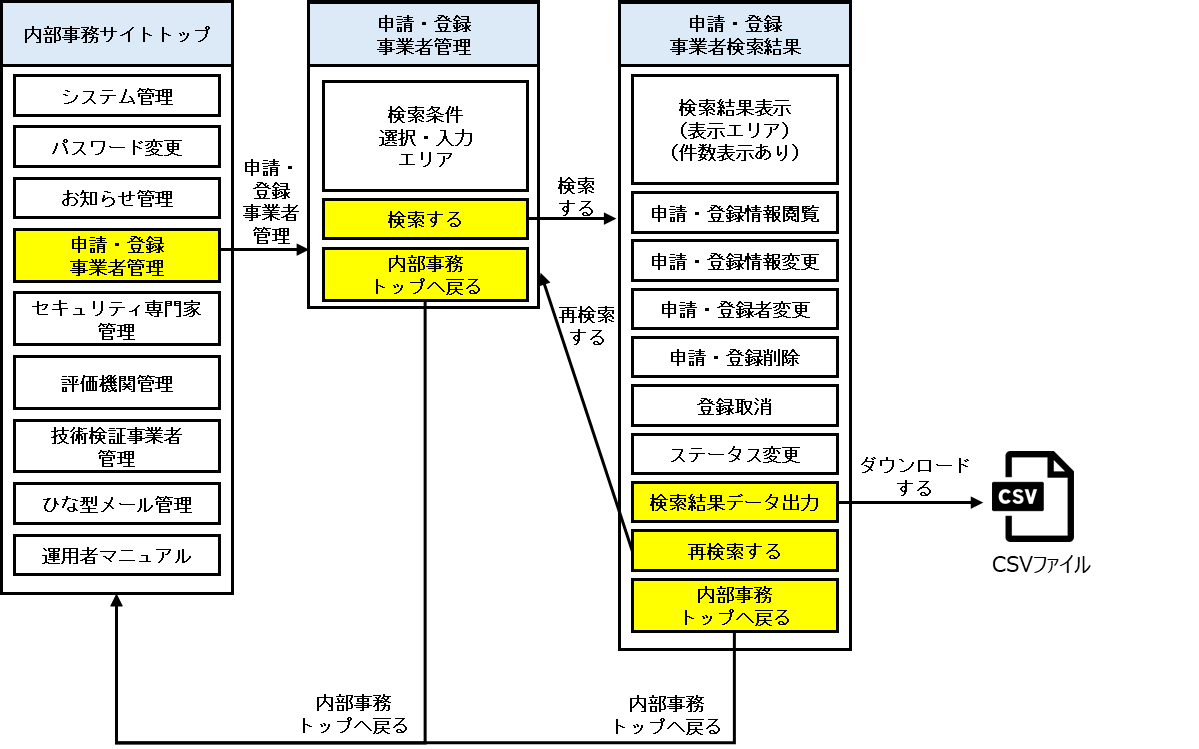 内部事務サイトトップ
システム管理
パスワード変更
お知らせ管理
申請・登録
事業者管理
セキュリティ専門家
管理
評価機関管理
技術検証事業者
管理
ひな型メール管理
運用者マニュアル
申請・
登録
事業者
管理
申請・登録
事業者管理
検索条件
選択・入力
エリア
検索する
内部事務
トップへ戻る
検索
する
再検索
する
申請・登録
事業者検索結果
検索結果表示
（表示エリア）
（件数表示あり）
申請・登録情報閲覧
申請・登録情報変更
申請・登録者変更
申請・登録削除
登録取消
ステータス変更
検索結果データ出力
再検索する
内部事務
トップへ戻る
ダウンロード
する
CSV
CSVファイル
内部事務
トップへ戻る
内部事務
トップへ戻る